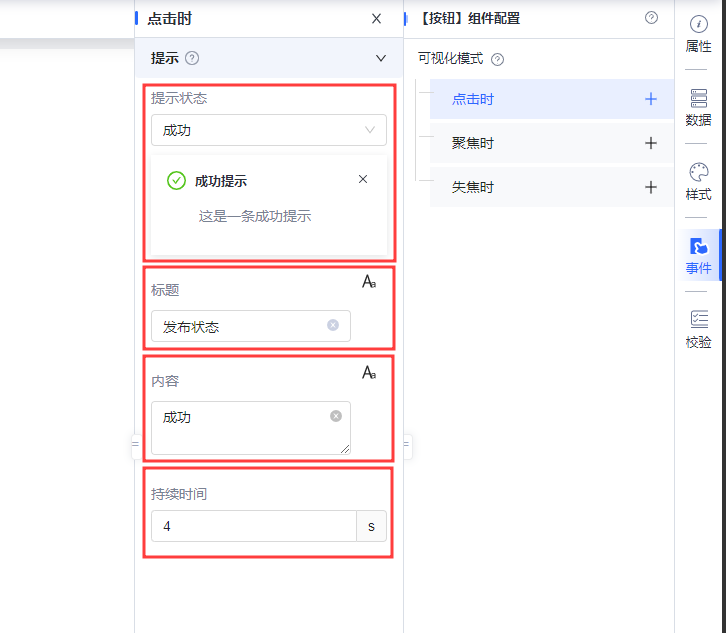 点击时
提示
提示状态
成功
成功提示
这是一条成功提示
标题
Aa
发布状态
内容
Aa
成功
持续时间
4
s
【按钮】组件配置
可视化模式
点击时
聚焦时
失焦时
属性
数据
样式
事件
校验